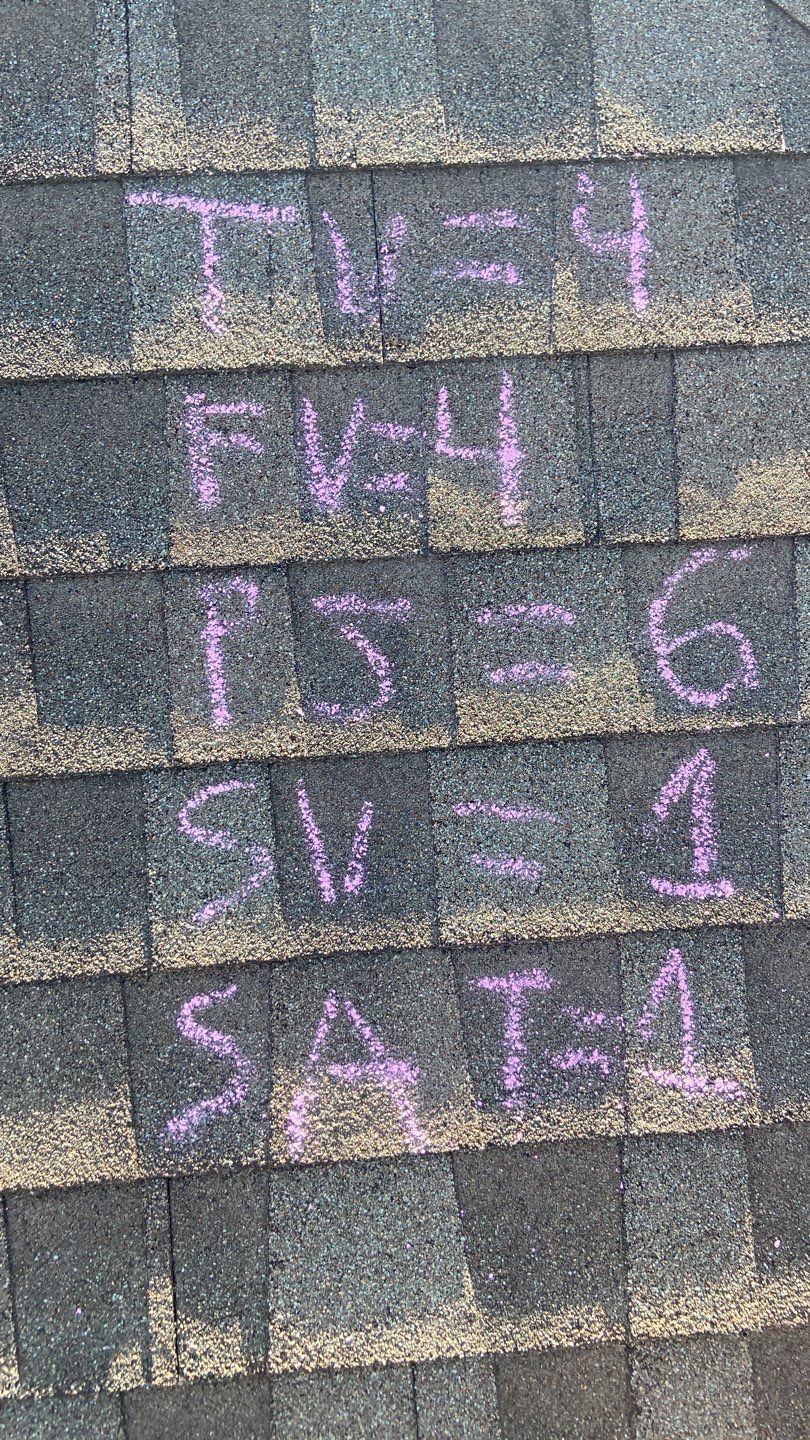 TV=4
FV=4
PS=6
SV=1
SAT=1